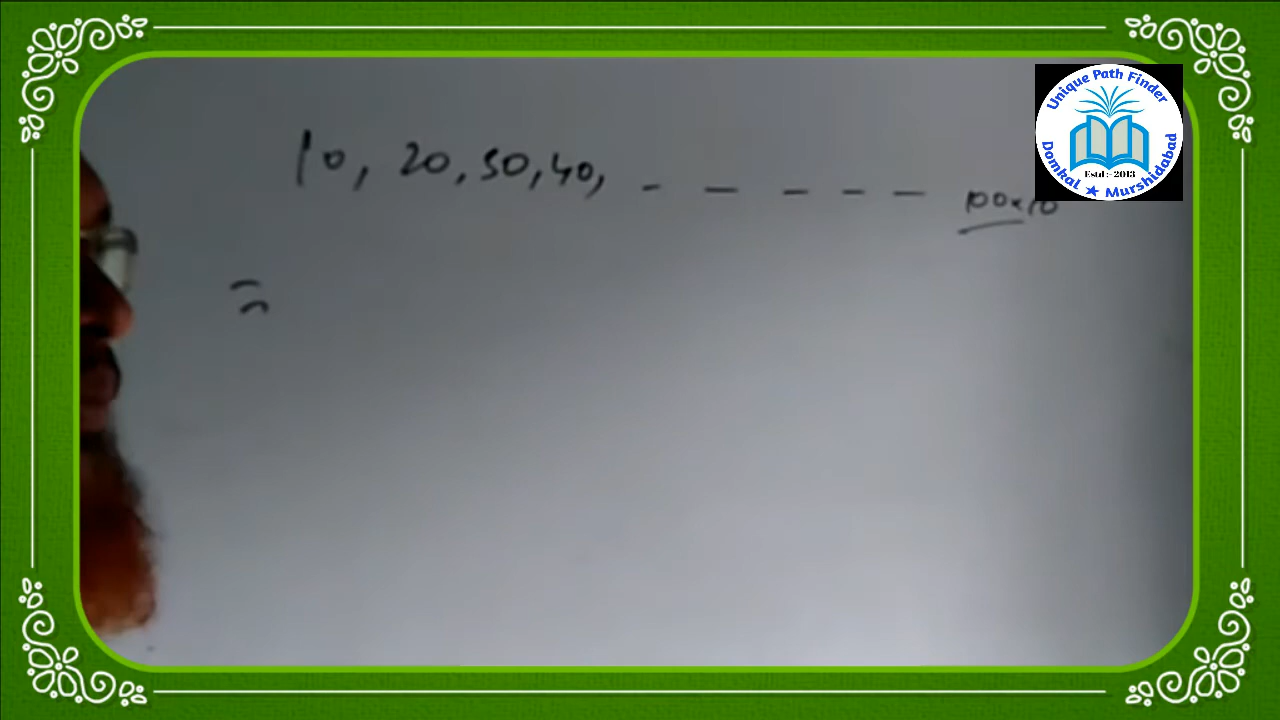 10, 20, 30, 40, - - - - - 100×10
=
Unique Path Finder
Estd :- 2013
Domkal ★ Murshidabad